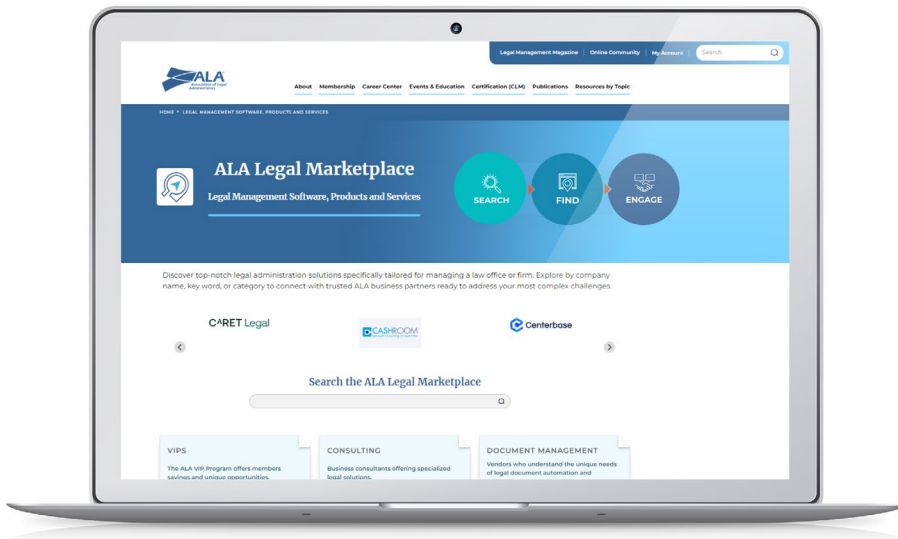 Legal Management Magazine | Online Community | My Account | Search
ALA
Association of Legal
Administrators
About Membership Career Center Events & Education Certification (CLM) Publications Resources by Topic
HOME > LEGAL MANAGEMENT SOFTWARE, PRODUCTS AND SERVICES
ALA Legal Marketplace
Legal Management Software, Products and Services
SEARCH FIND ENGAGE
Discover top-notch legal administration solutions specifically tailored for managing a law office or firm. Explore by company
name, key word, or category to connect with trusted ALA business partners ready to address your most complex challenges.
CARET Legal
CASHROOM
Centerbase
Search the ALA Legal Marketplace
VIPS
The ALA VIP Program offers members
savings and unique opportunities.
CONSULTING
Business consultants offering specialized
legal solutions.
DOCUMENT MANAGEMENT
Vendors who understand the unique needs
of legal document automation and